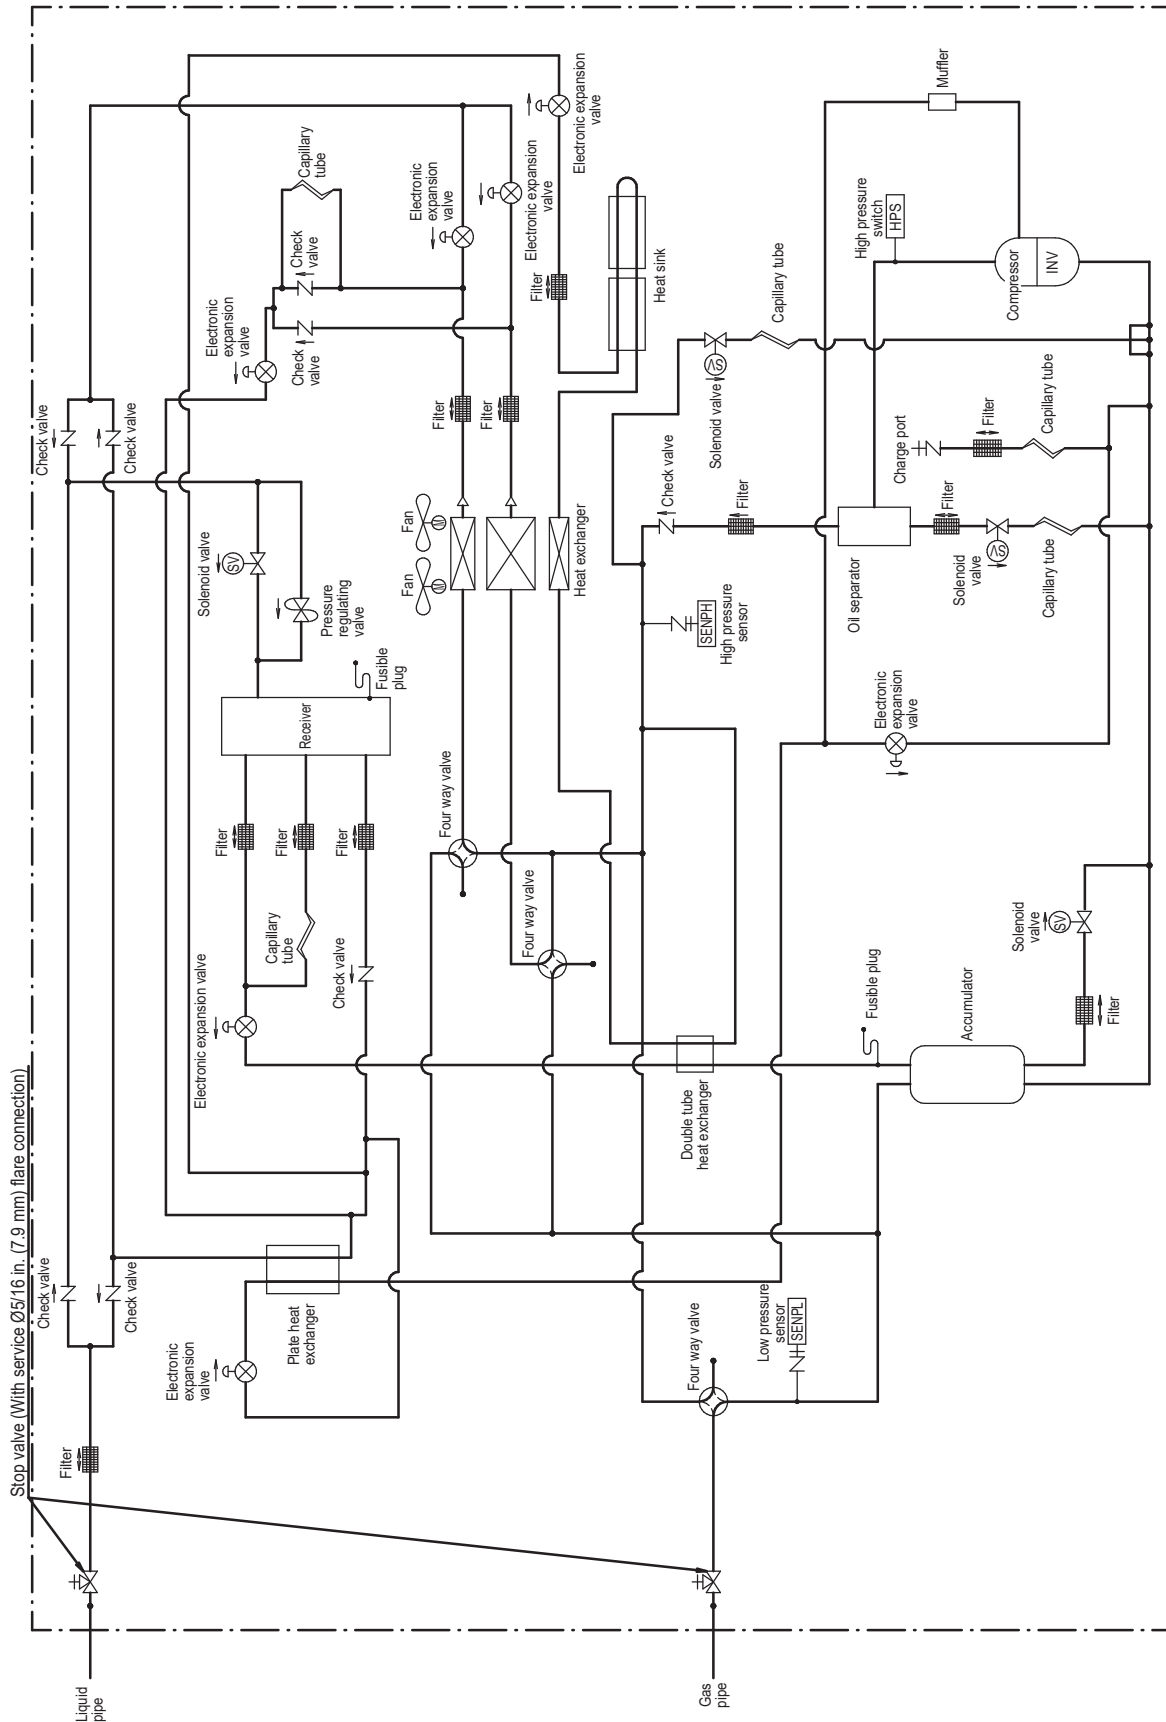 Stop valve (With service Ø5/16 in. (7.9 mm) flare connection)
Liquid
pipe
Filter
Check valve
Check valve
Electronic
expansion
valve
Plate heat
exchanger
Electronic expansion valve
Capillary
tube
Check valve
Filter
Filter
Filter
Receiver
Fusible
plug
Solenoid valve
SV
Pressure
regulating
valve
Check valve
Check valve
Electronic
expansion
valve
Check
valve
Check
valve
Capillary
tube
Electronic
expansion
valve
Electronic expansion
valve
Electronic expansion
valve
Filter
Filter
Filter
Fan
Fan
M
M
Heat exchanger
Heat sink
Four way valve
Four way valve
Double tube
heat exchanger
Gas
pipe
Four way valve
Low pressure
sensor
SENPL
High pressure
sensor
SENPH
Check valve
Filter
Solenoid valve
SV
Capillary tube
Oil separator
Filter
Solenoid
valve
SV
Capillary tube
Charge port
Filter
Capillary tube
High pressure
switch
HPS
Muffler
Compressor
INV
Electronic
expansion
valve
Fusible plug
Accumulator
Filter
Solenoid
valve
SV